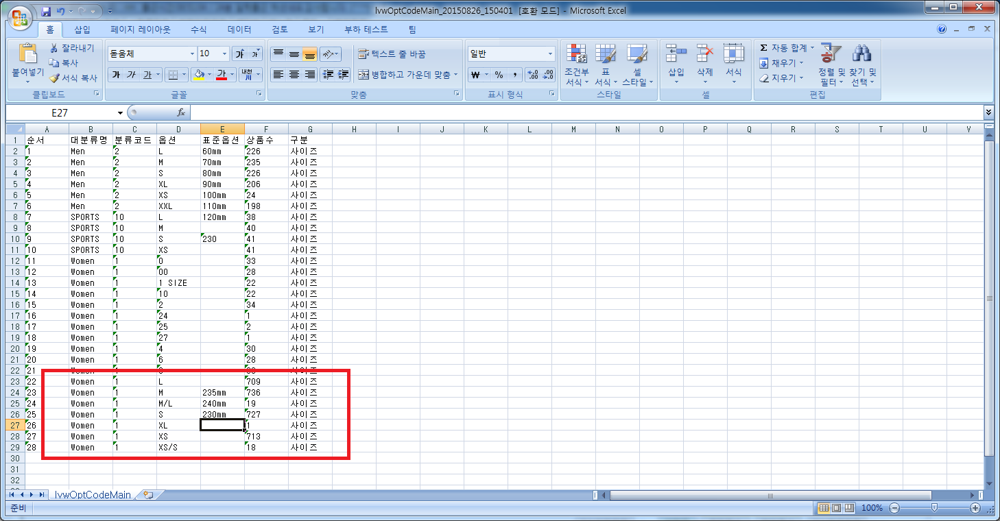 lvwOptCodeMain_20150826_150401 [호환 모드] - Microsoft Excel
홈 삽입 페이지 레이아웃 수식 데이터 검토 보기 부하 테스트 팀
붙여넣기 잘라내기 복사 서식 복사 클립보드
돋움체 10 가 가 가 가 가 가 내천 글꼴
텍스트 줄 바꿈 병합하고 가운데 맞춤 맞춤
일반 ₩ % , 표시 형식
조건부 서식 표 서식 셀 스타일 스타일
삽입 삭제 서식 셀
Σ 자동 합계 채우기 지우기 정렬 및 필터 찾기 및 선택 편집
E27 fx
A B C D E F G H I J K L M N O P Q R S T U V
1 순서 대분류명 분류코드 옵션 표준옵션 상품수 구분
2 1 Men 2 L 60mm 226 사이즈
3 2 Men 2 M 70mm 235 사이즈
4 3 Men 2 S 80mm 226 사이즈
5 4 Men 2 XL 90mm 206 사이즈
6 5 Men 2 XS 100mm 24 사이즈
7 6 Men 2 XXL 110mm 198 사이즈
8 7 SPORTS 10 L 120mm 38 사이즈
9 8 SPORTS 10 M 40 사이즈
10 9 SPORTS 10 S 230 41 사이즈
11 10 SPORTS 10 XS 41 사이즈
12 11 Women 1 0 33 사이즈
13 12 Women 1 00 28 사이즈
14 13 Women 1 1 SIZE 22 사이즈
15 14 Women 1 10 22 사이즈
16 15 Women 1 2 34 사이즈
17 16 Women 1 24 1 사이즈
18 17 Women 1 25 2 사이즈
19 18 Women 1 27 1 사이즈
20 19 Women 1 4 30 사이즈
21 20 Women 1 6 28 사이즈
22 21 Women 1 사이즈
23 22 Women 1 L 709 사이즈
24 23 Women 1 M 235mm 736 사이즈
25 24 Women 1 M/L 240mm 19 사이즈
26 25 Women 1 S 230mm 727 사이즈
27 26 Women 1 XL 1 사이즈
28 27 Women 1 XS 713 사이즈
29 28 Women 1 XS/S 18 사이즈
30
31
32
lvwOptCodeMain
준비 100%